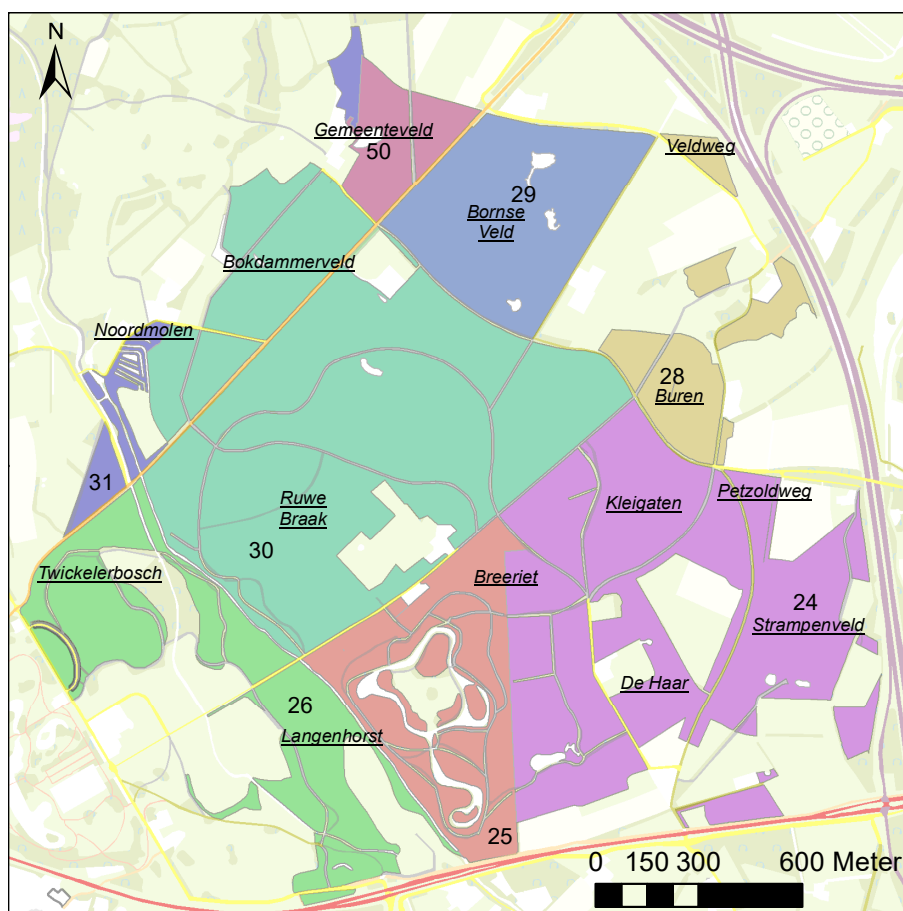 N
Gemeenteveld
50
Veldweg
29
Bornse
Veld
Bokdammerveld
Noordmolen
28
Buren
31
Petzoldweg
Ruwe
Braak
Kleigaten
30
Twickelerbosch
Breeriet
24
Strampenveld
De Haar
26
Langenhorst
25
0 150 300 600 Meter